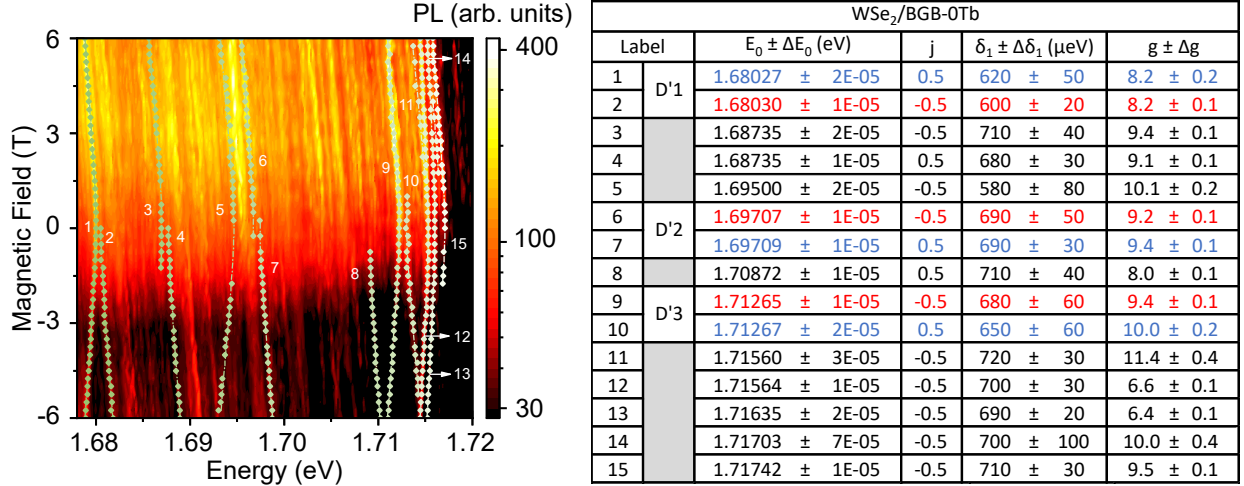 PL (arb. units)
400
100
30
Magnetic Field (T)
6
3
0
-3
-6
1.68 1.69 1.70 1.71 1.72
Energy (eV)
1
2
3
4
5
6
7
8
9
10
11
14
15
12
13
WSe₂/BGB-0Tb
Label E₀ ± ΔE₀ (eV) j δ₁ ± Δδ₁ (μeV) g ± Δg
1 D'1 1.68027 ± 2E-05 0.5 620 ± 50 8.2 ± 0.2
2 1.68030 ± 1E-05 -0.5 600 ± 20 8.2 ± 0.1
3 1.68735 ± 2E-05 -0.5 710 ± 40 9.4 ± 0.1
4 1.68735 ± 1E-05 0.5 680 ± 30 9.1 ± 0.1
5 1.69500 ± 2E-05 -0.5 580 ± 80 10.1 ± 0.2
6 D'2 1.69707 ± 1E-05 -0.5 690 ± 50 9.2 ± 0.1
7 1.69709 ± 1E-05 0.5 690 ± 30 9.4 ± 0.1
8 1.70872 ± 1E-05 0.5 710 ± 40 8.0 ± 0.1
9 D'3 1.71265 ± 1E-05 -0.5 680 ± 60 9.4 ± 0.1
10 1.71267 ± 2E-05 0.5 650 ± 60 10.0 ± 0.2
11 1.71560 ± 3E-05 -0.5 720 ± 30 11.4 ± 0.4
12 1.71564 ± 1E-05 -0.5 700 ± 30 6.6 ± 0.1
13 1.71635 ± 2E-05 -0.5 690 ± 20 6.4 ± 0.1
14 1.71703 ± 7E-05 -0.5 700 ± 100 10.0 ± 0.4
15 1.71742 ± 1E-05 -0.5 710 ± 30 9.5 ± 0.1